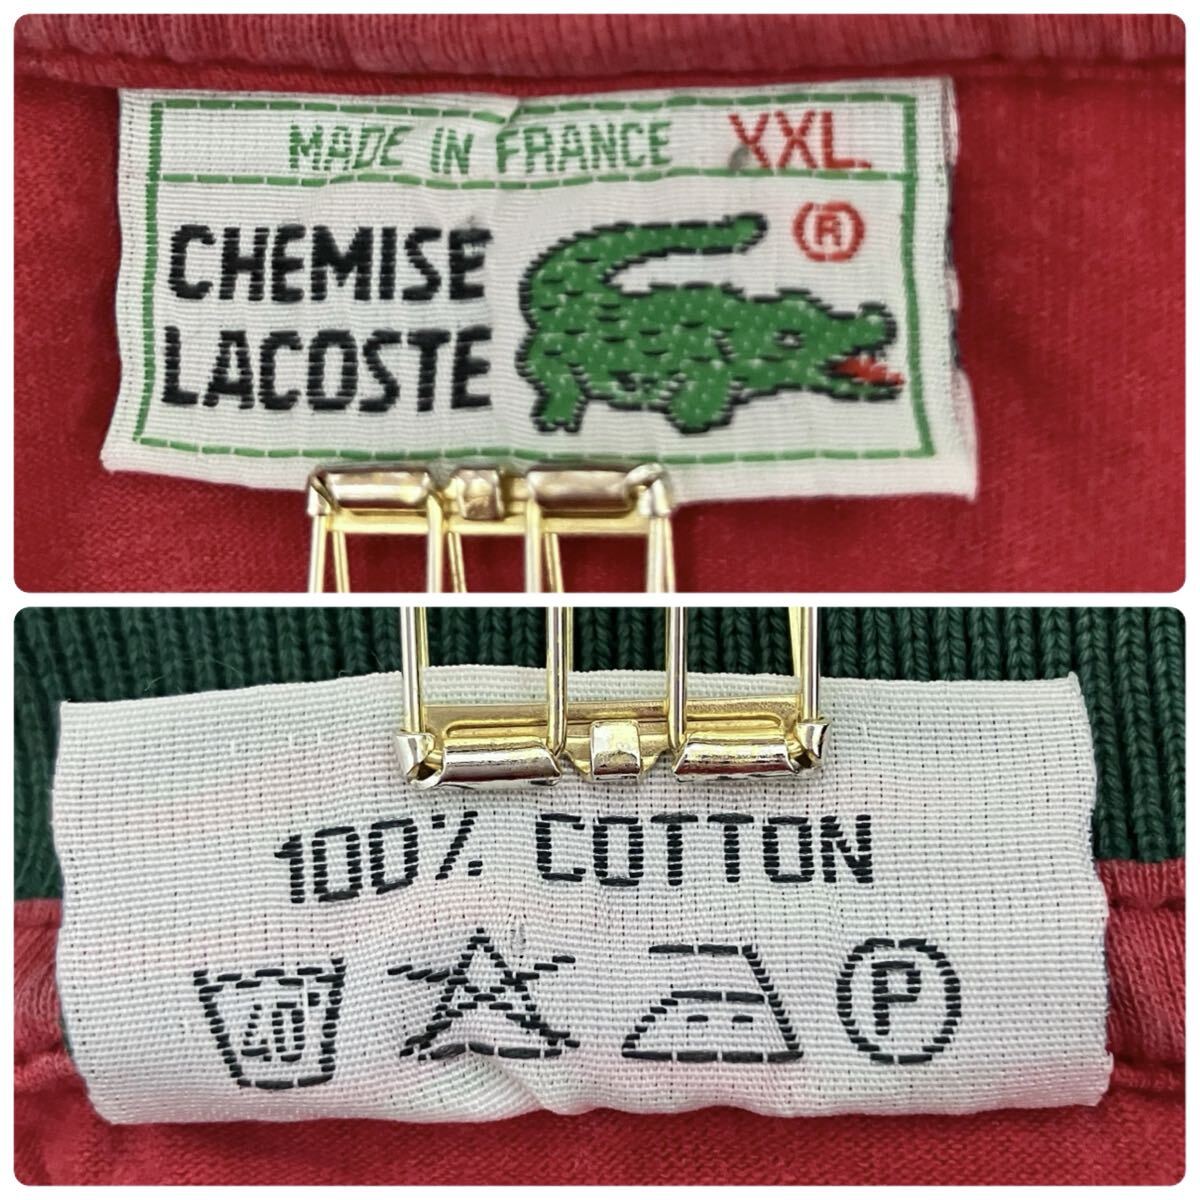 MADE IN FRANCE XXL
CHEMISE
LACOSTE
(R)
100% COTTON
40°
P